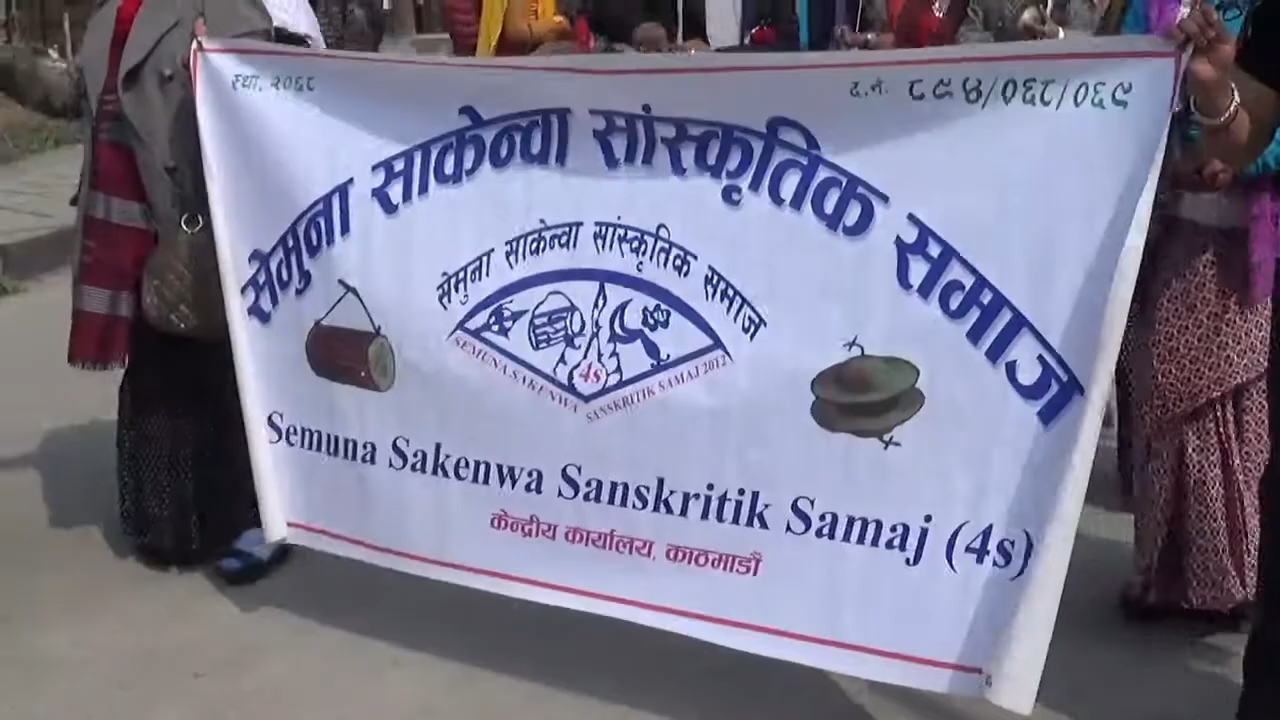 स्था. २०६८
द.नं. ८९४/०६८/०६९
सेमुना साकेन्वा सांस्कृतिक समाज
सेमुना साकेन्वा सांस्कृतिक समाज
4s
SEMUNA SAKENWA SANSKRITIK SAMAJ 2012
Semuna Sakenwa Sanskritik Samaj (4s)
केन्द्रीय कार्यालय, काठमाडौँ